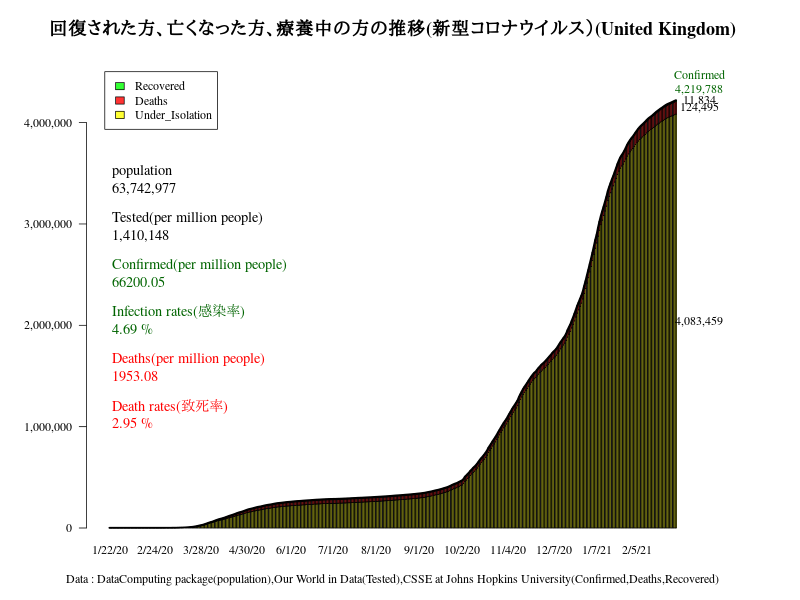 回復された方、亡くなった方、療養中の方の推移(新型コロナウイルス)(United Kingdom)
Recovered
Deaths
Under_Isolation
Confirmed
4,219,788
11,834
124,495
4,083,459
population
63,742,977
Tested(per million people)
1,410,148
Confirmed(per million people)
66200.05
Infection rates(感染率)
4.69 %
Deaths(per million people)
1953.08
Death rates(致死率)
2.95 %
4,000,000
3,000,000
2,000,000
1,000,000
0
1/22/20 2/24/20 3/28/20 4/30/20 6/1/20 7/1/20 8/1/20 9/1/20 10/2/20 11/4/20 12/7/20 1/7/21 2/5/21
Data : DataComputing package(population),Our World in Data(Tested),CSSE at Johns Hopkins University(Confirmed,Deaths,Recovered)